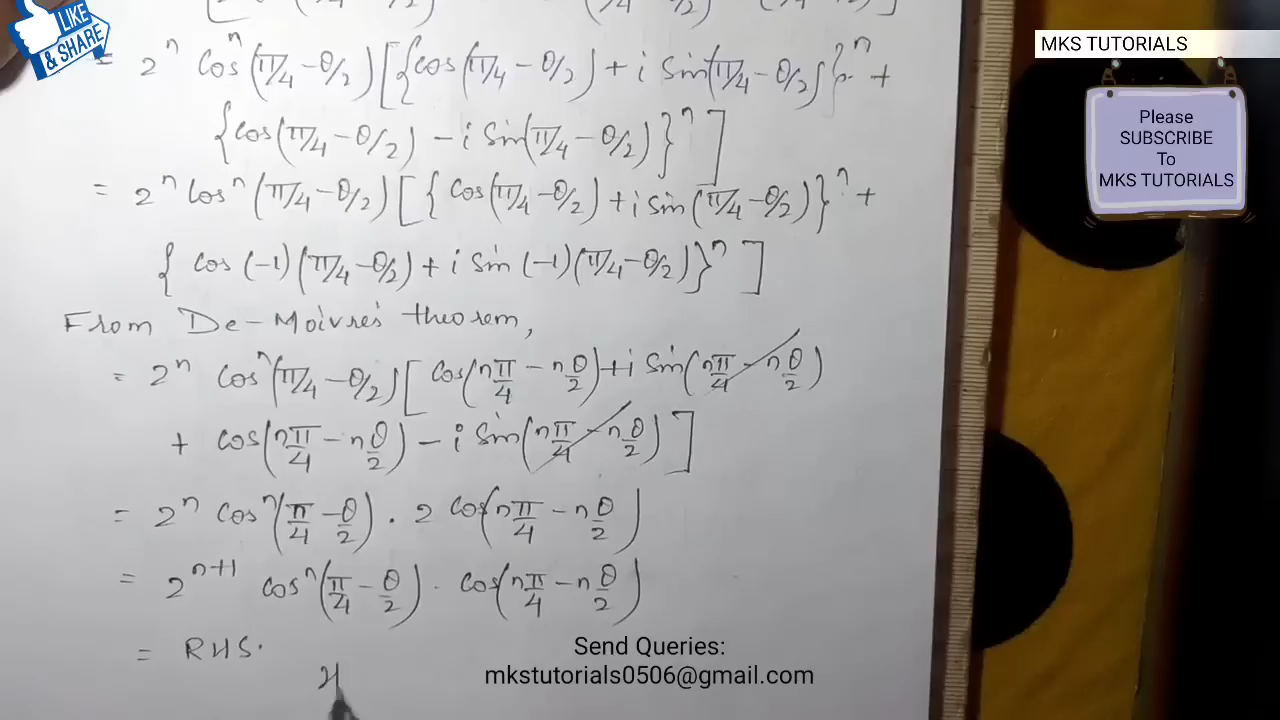 LIKE
& SHARE
MKS TUTORIALS
Please
SUBSCRIBE
To
MKS TUTORIALS
= 2^n cos^n (π/4 - θ/2) [ {cos (π/4 - θ/2) + i sin (π/4 - θ/2)}^n +
{cos (π/4 - θ/2) - i sin (π/4 - θ/2)}^n ]
= 2^n cos^n (π/4 - θ/2) [ { cos (π/4 - θ/2) + i sin (π/4 - θ/2) }^n +
{ cos (-1) (π/4 - θ/2) + i sin (-1) (π/4 - θ/2) }^n ]
From De-Moivre's theorem,
= 2^n cos^n (π/4 - θ/2) [ cos (nπ/4 - nθ/2) + i sin (nπ/4 - nθ/2)
+ cos (nπ/4 - nθ/2) - i sin (nπ/4 - nθ/2) ]
= 2^n cos^n (π/4 - θ/2) . 2 cos (nπ/4 - nθ/2)
= 2^{n+1} cos^n (π/4 - θ/2) . cos (nπ/4 - nθ/2)
= RHS.
Send Queries:
mkstutorials0506@gmail.com